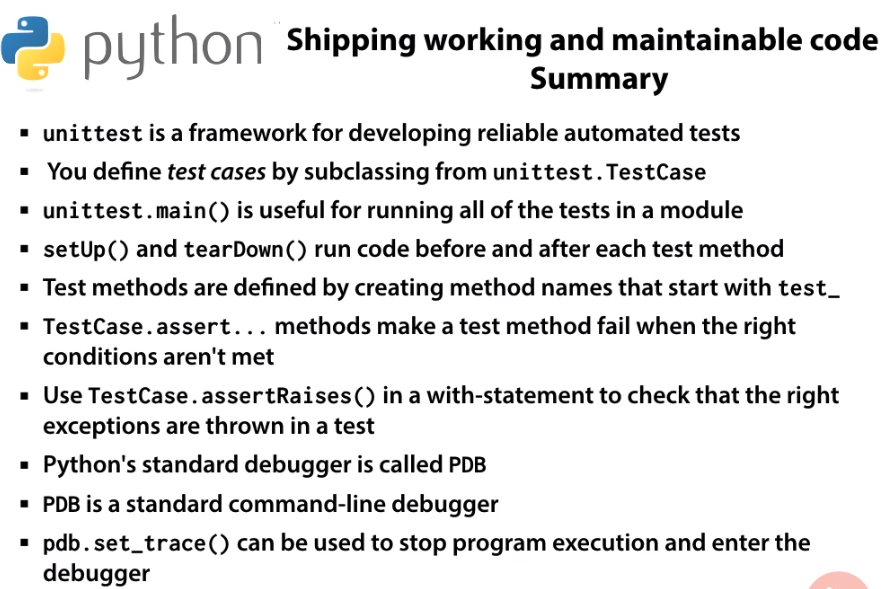 python
Shipping working and maintainable code
Summary
▪ unittest is a framework for developing reliable automated tests
▪ You define test cases by subclassing from unittest.TestCase
▪ unittest.main() is useful for running all of the tests in a module
▪ setUp() and tearDown() run code before and after each test method
▪ Test methods are defined by creating method names that start with test_
▪ TestCase.assert... methods make a test method fail when the right
conditions aren't met
▪ Use TestCase.assertRaises() in a with-statement to check that the right
exceptions are thrown in a test
▪ Python's standard debugger is called PDB
▪ PDB is a standard command-line debugger
▪ pdb.set_trace() can be used to stop program execution and enter the
debugger